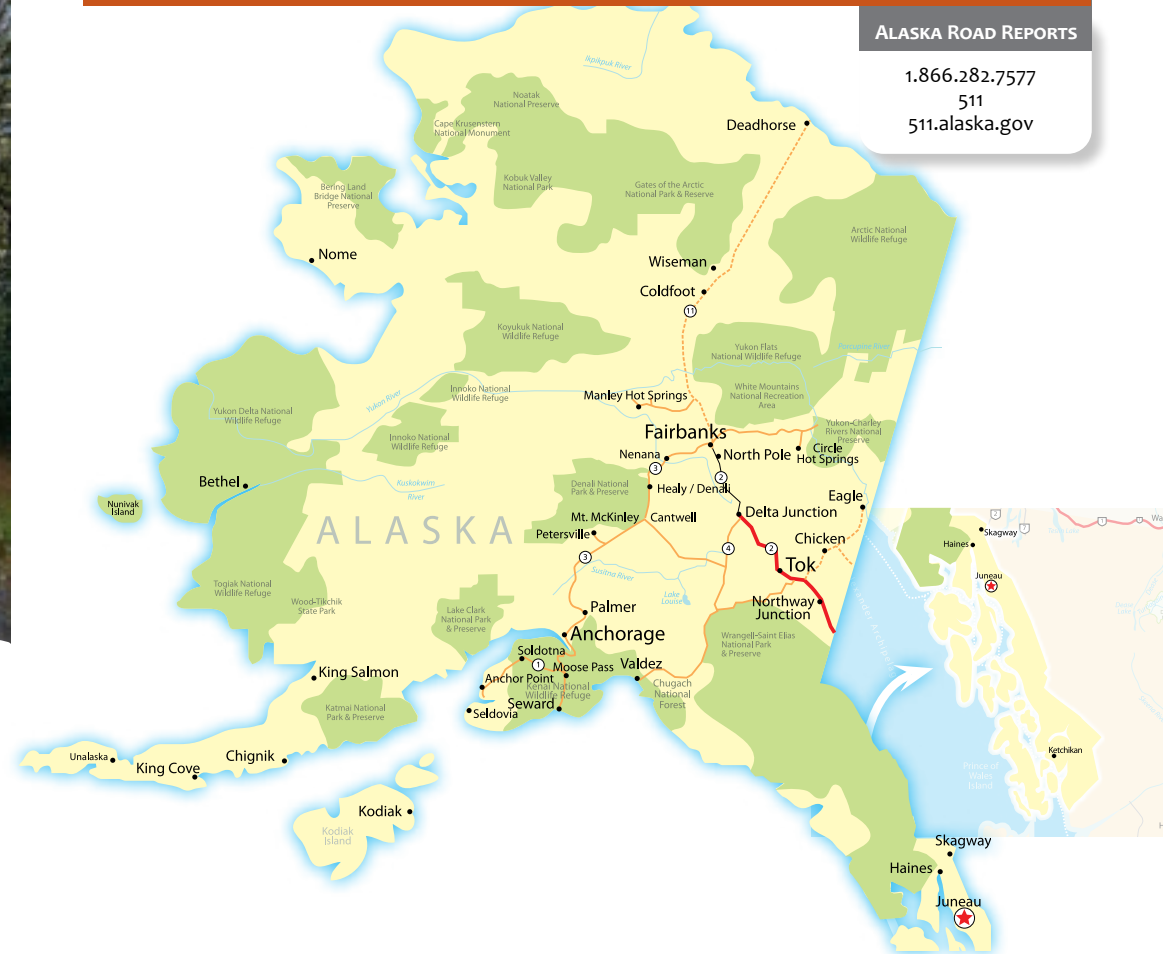 Alaska Road Reports
1.866.282.7577
511
511.alaska.gov
Ikpikpuk River
Noatak
National Preserve
Cape Krusenstern
National Monument
Deadhorse
Kobuk Valley
National Park
Gates of the Arctic
National Park & Reserve
Bering Land
Bridge National
Preserve
Arctic National
Wildlife Refuge
Nome
Wiseman
Coldfoot
11
Koyukuk National
Wildlife Refuge
Yukon Flats
National Wildlife Refuge
Porcupine River
White Mountains
National Recreation
Area
Innoko National
Wildlife Refuge
Yukon River
Manley Hot Springs
Yukon Delta National
Wildlife Refuge
Innoko National
Wildlife Refuge
Yukon-Charley
Rivers National
Preserve
Fairbanks
Circle
Hot Springs
Nenana
North Pole
3
2
Bethel
Kuskokwim
River
Denali National
Park & Preserve
Healy / Denali
Eagle
Nunivak
Island
ALASKA
Mt. McKinley
Cantwell
Delta Junction
Petersville
Chicken
3
4
2
Tok
Susitna River
Togiak National
Wildlife Refuge
Wood-Tikchik
State Park
Lake
Louise
Northway
Junction
Lake Clark
National Park
& Preserve
Palmer
Anchorage
Wrangell-Saint Elias
National Park
& Preserve
Soldotna
1
Moose Pass
Valdez
King Salmon
Anchor Point
Kenai National
Wildlife Refuge
Chugach
National
Forest
Katmai National
Park & Preserve
Seldovia
Seward
Unalaska
King Cove
Chignik
Kodiak
Kodiak
Island
2
Skagway
7
1
1
Haines
Juneau
Ketchikan
Prince of
Wales
Island
Skagway
Haines
Juneau